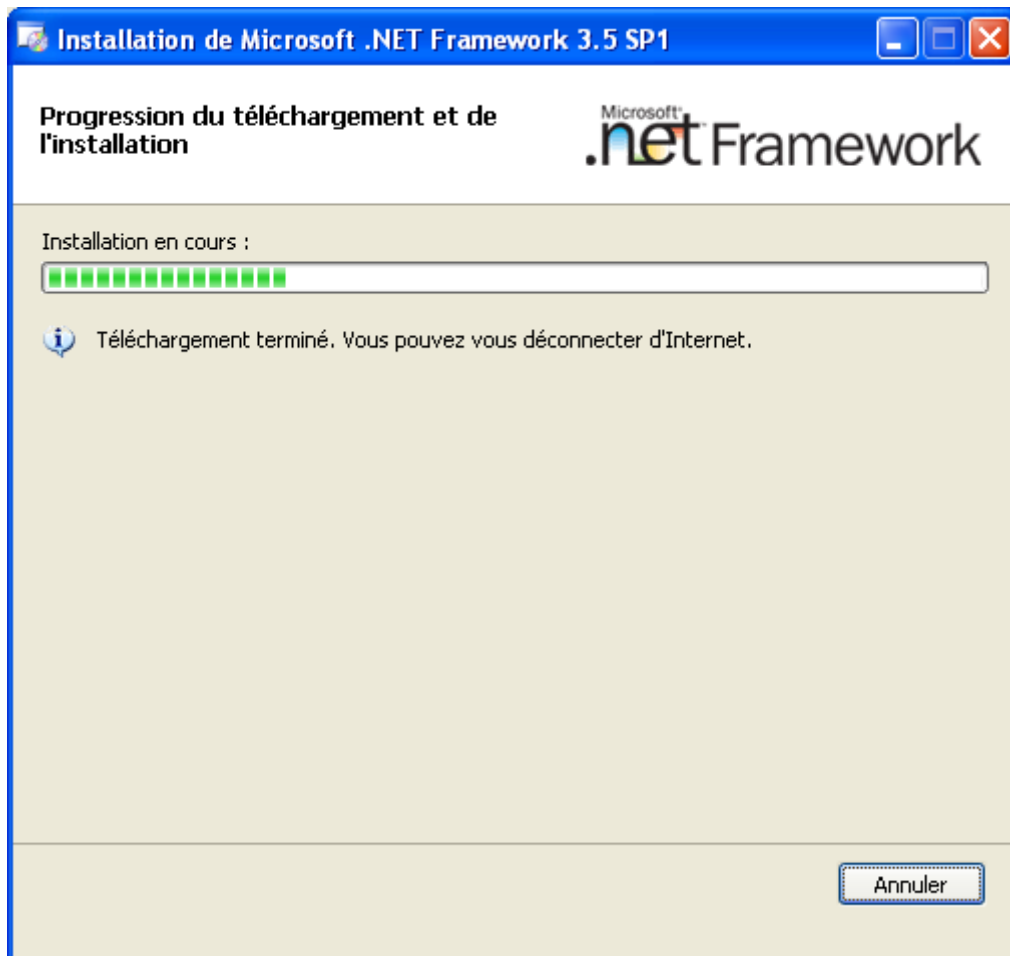 Installation de Microsoft .NET Framework 3.5 SP1
Progression du téléchargement et de
l'installation
Microsoft®
.net™ Framework
Installation en cours :
Téléchargement terminé. Vous pouvez vous déconnecter d'Internet.
Annuler